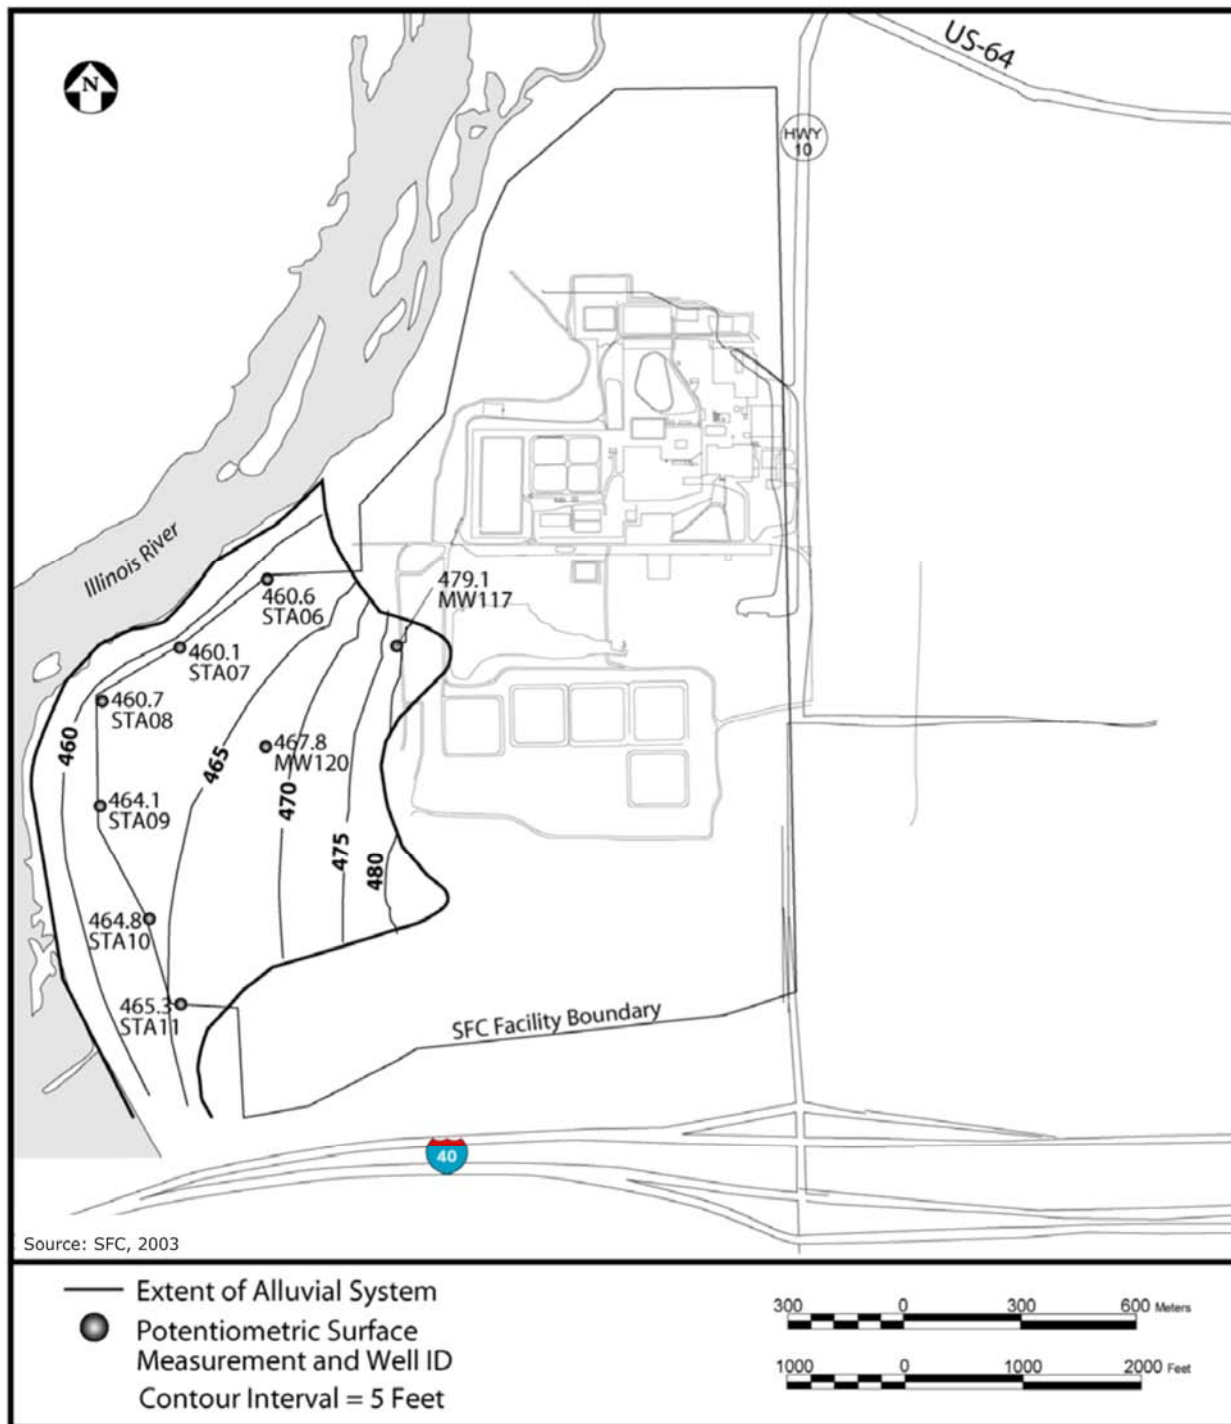 US-64
N
HWY
10
Illinois River
460.6
STA06
479.1
MW117
460.1
STA07
460.7
STA08
467.8
MW120
464.1
STA09
464.8
STA10
465.3
STA11
460
465
470
475
480
SFC Facility Boundary
40
Source: SFC, 2003
Extent of Alluvial System
Potentiometric Surface
Measurement and Well ID
Contour Interval = 5 Feet
300 0 300 600 Meters
1000 0 1000 2000 Feet